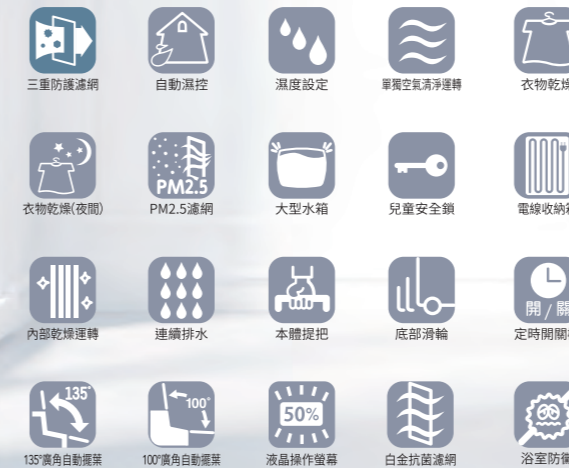 三重防護濾網
自動濕控
濕度設定
單獨空氣清淨運轉
衣物乾燥
PM2.5
衣物乾燥(夜間)
PM2.5濾網
大型水箱
兒童安全鎖
電線收納
開 / 關
內部乾燥運轉
連續排水
本體提把
底部滑輪
定時開關
135°
100°
50%
135°廣角自動擺葉
100°廣角自動擺葉
液晶操作螢幕
白金抗菌濾網
浴室防黴